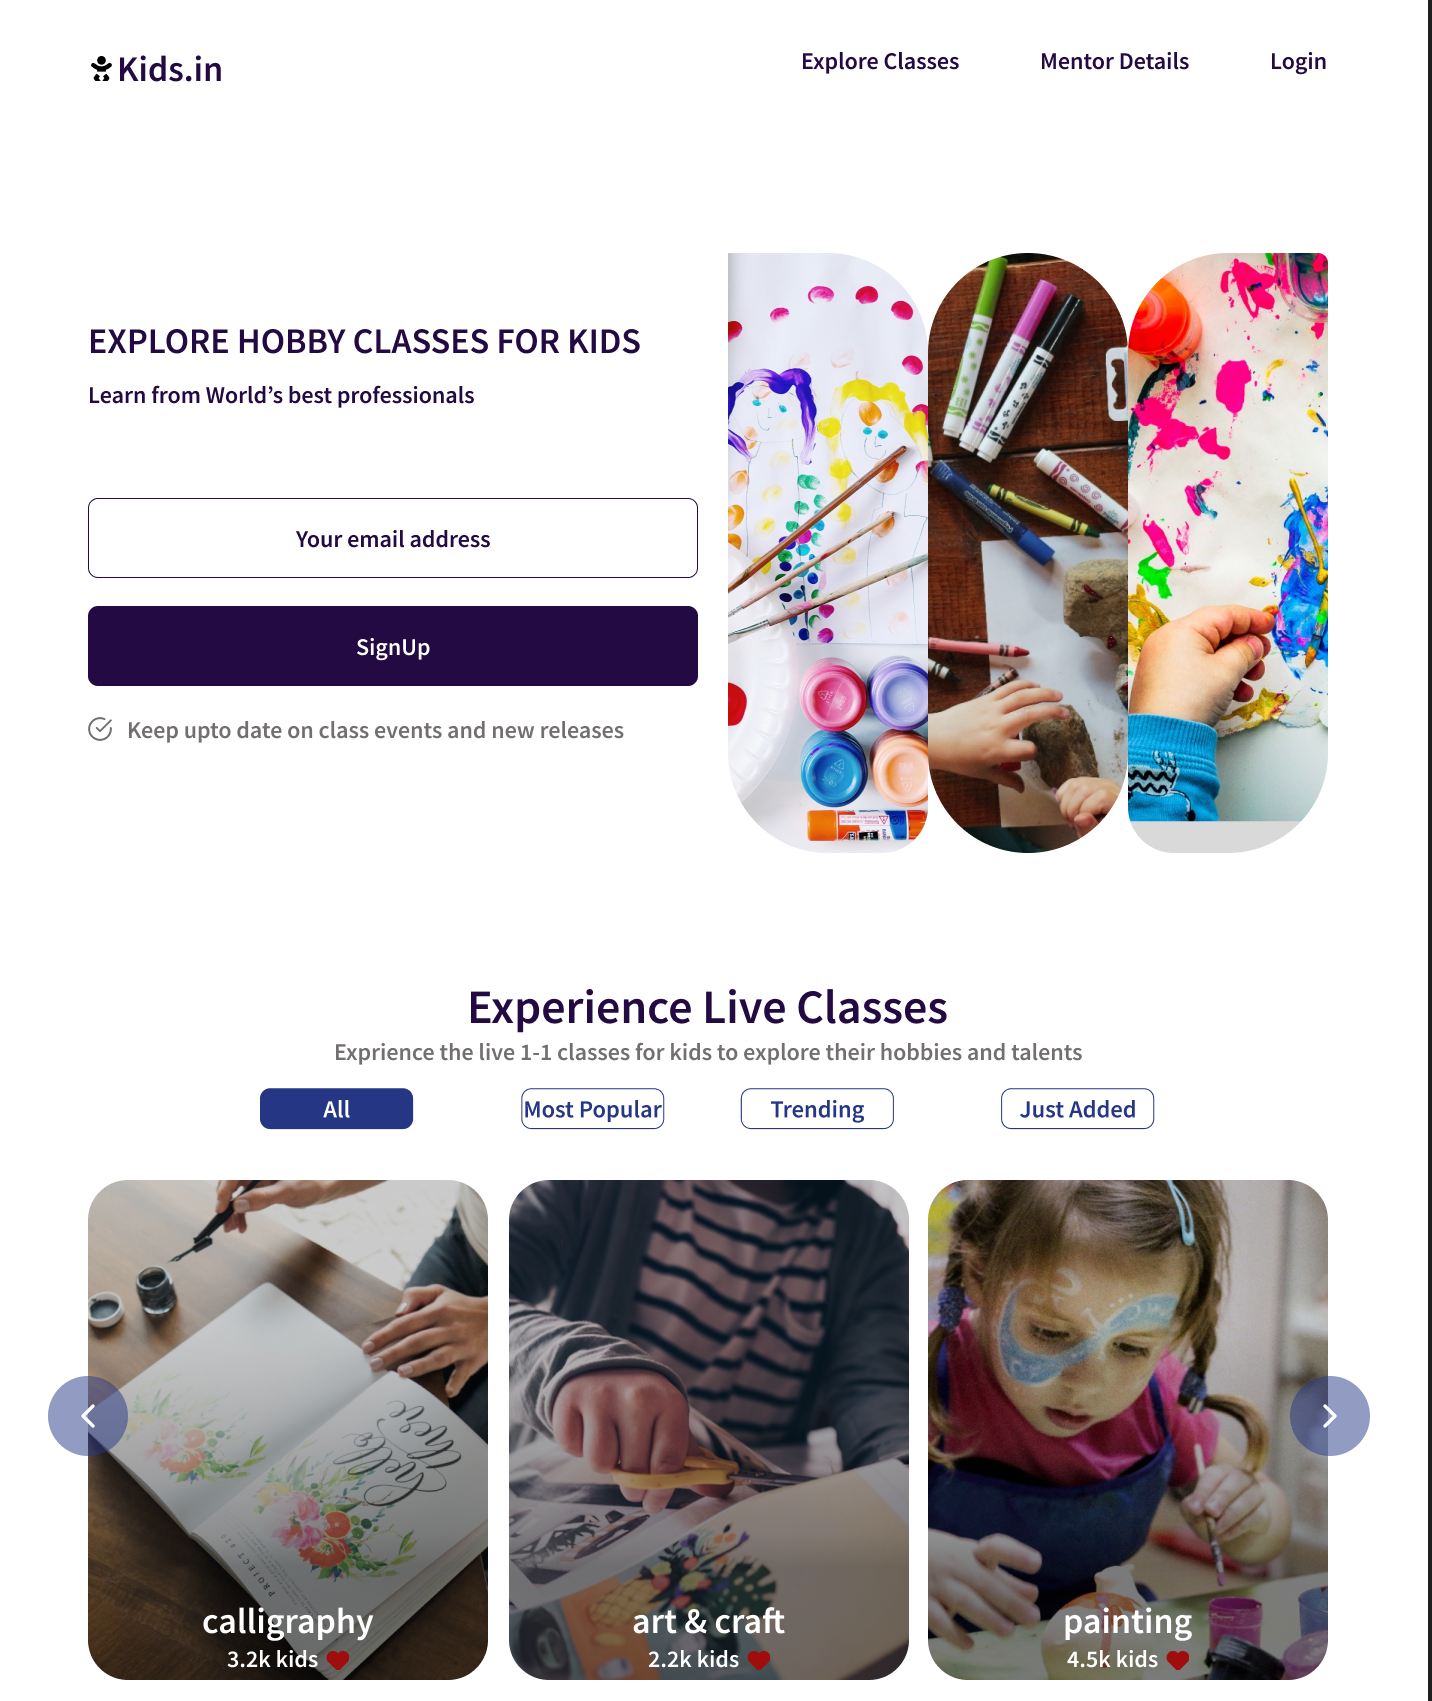 Kids.in
Explore Classes
Mentor Details
Login
EXPLORE HOBBY CLASSES FOR KIDS
Learn from World’s best professionals
Your email address
SignUp
Keep upto date on class events and new releases
Experience Live Classes
Exprience the live 1-1 classes for kids to explore their hobbies and talents
All
Most Popular
Trending
Just Added
PROJECT #20
calligraphy
3.2k kids
art & craft
2.2k kids
painting
4.5k kids